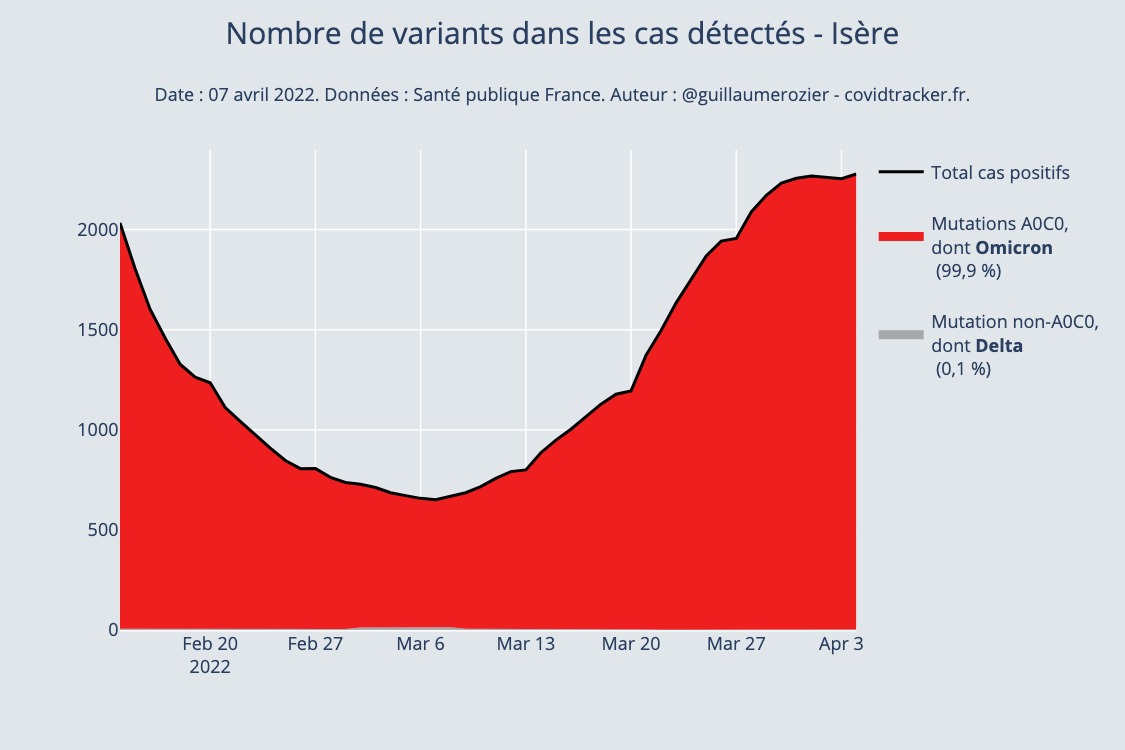 Nombre de variants dans les cas détectés - Isère
Date : 07 avril 2022. Données : Santé publique France. Auteur : @guillaumerozier - covidtracker.fr.
Total cas positifs
Mutations A0C0,
dont Omicron
(99,9 %)
Mutation non-A0C0,
dont Delta
(0,1 %)
2000
1500
1000
500
0
Feb 20 Feb 27 Mar 6 Mar 13 Mar 20 Mar 27 Apr 3
2022